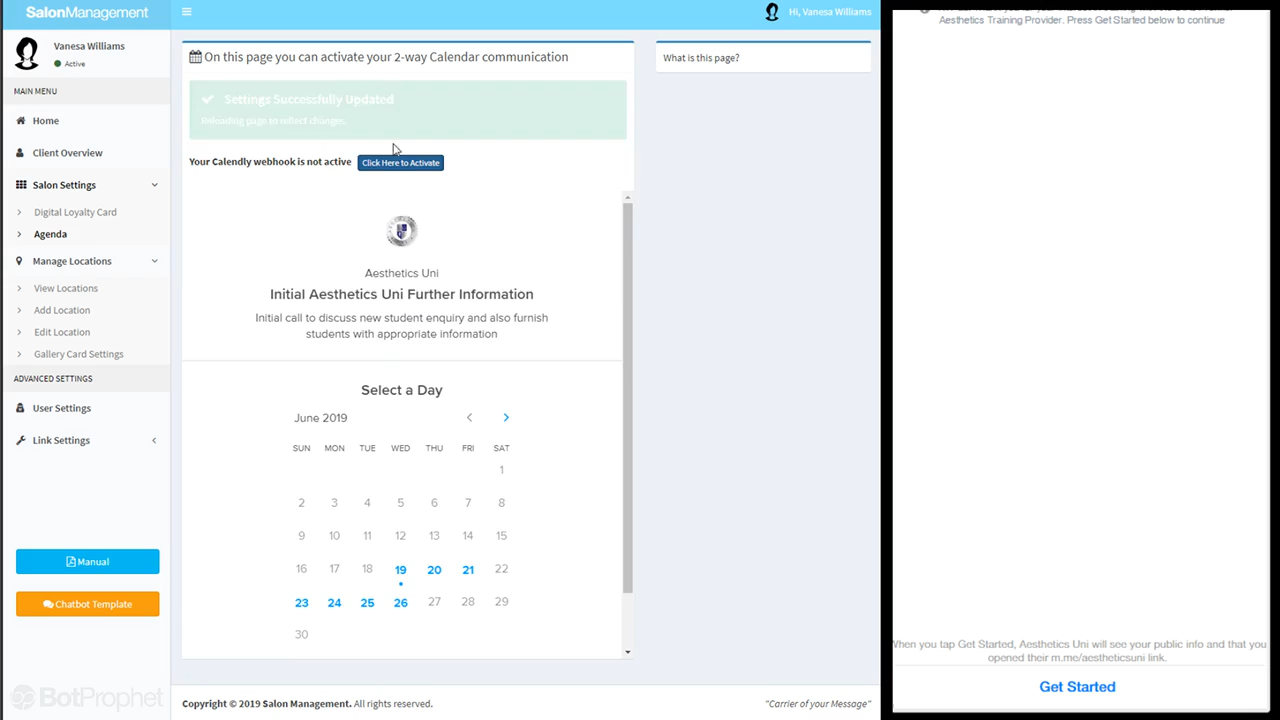 SalonManagement
Hi, Vanesa Williams
Vanesa Williams
Active
MAIN MENU
Home
Client Overview
Salon Settings
Digital Loyalty Card
Agenda
Manage Locations
View Locations
Add Location
Edit Location
Gallery Card Settings
ADVANCED SETTINGS
User Settings
Link Settings
Manual
Chatbot Template
BotProphet
On this page you can activate your 2-way Calendar communication
Settings Successfully Updated
Reloading page to reflect changes.
Your Calendly webhook is not active Click Here to Activate
Aesthetics Uni
Initial Aesthetics Uni Further Information
Initial call to discuss new student enquiry and also furnish
students with appropriate information
Select a Day
June 2019
SUN MON TUE WED THU FRI SAT
1
2 3 4 5 6 7 8
9 10 11 12 13 14 15
16 17 18 19 20 21 22
23 24 25 26 27 28 29
30
Copyright © 2019 Salon Management. All rights reserved.
"Carrier of your Message"
What is this page?
Aesthetics Training Provider. Press Get Started below to continue
When you tap Get Started, Aesthetics Uni will see your public info and that you
opened their m.me/aestheticsuni link.
Get Started